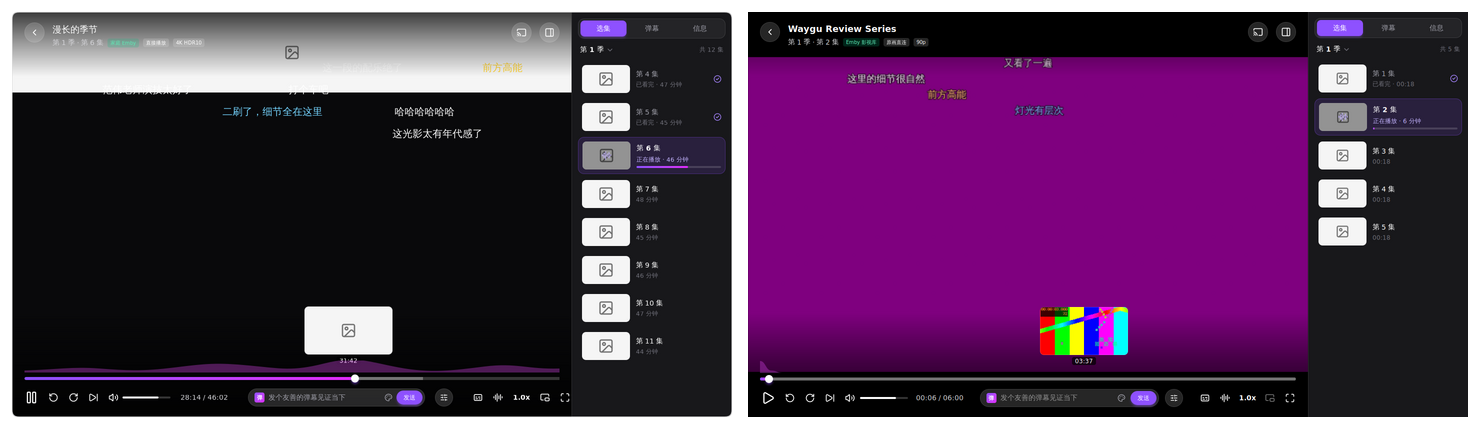 漫长的季节
第 1 季 · 第 6 集 直连播放 4K HDR10
前方高能
二刷了，细节全在这里
哈哈哈哈哈哈
这光影太有年代感了
31:42
28:14 / 46:02
弹 发个友善的弹幕见证当下 发送
1.0x
选集 弹幕 信息
第 1 季 共 12 集
第 4 集
已看完 · 47 分钟
第 5 集
已看完 · 45 分钟
第 6 集
正在播放 · 46 分钟
第 7 集
48 分钟
第 8 集
45 分钟
第 9 集
46 分钟
第 10 集
47 分钟
第 11 集
44 分钟
Waygu Review Series
第 1 季 · 第 2 集 Emby 影视库 原画直连 90p
又看了一遍
这里的细节很自然
前方高能
灯光有层次
03:37
00:06 / 06:00
弹 发个友善的弹幕见证当下 发送
1.0x
选集 弹幕 信息
第 1 季 共 5 集
第 1 集
已看完 · 00:18
第 2 集
正在播放 · 6 分钟
第 3 集
00:18
第 4 集
00:18
第 5 集
00:18